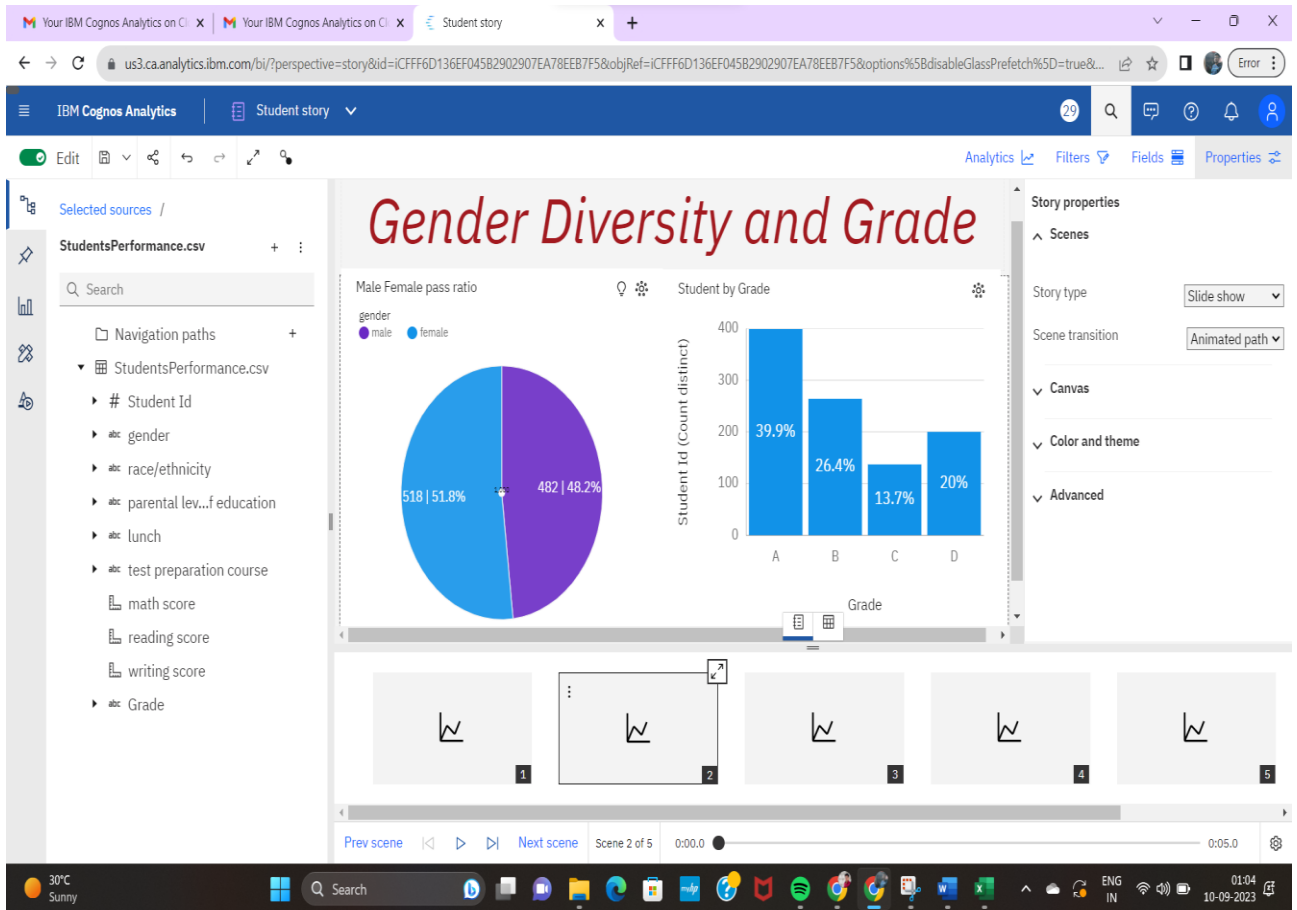 Your IBM Cognos Analytics on Cl
Your IBM Cognos Analytics on Cl
Student story
us3.ca.analytics.ibm.com/bi/?perspective=story&id=iCFFF6D136EF045B2902907EA78EEB7F5&objRef=iCFFF6D136EF045B2902907EA78EEB7F5&options%5BdisableGlassPrefetch%5D=true&...
Error
IBM Cognos Analytics
Student story
29
Edit
Analytics
Filters
Fields
Properties
Selected sources /
StudentsPerformance.csv
Search
Navigation paths
StudentsPerformance.csv
# Student Id
abc gender
abc race/ethnicity
abc parental lev...f education
abc lunch
abc test preparation course
math score
reading score
writing score
abc Grade
Gender Diversity and Grade
Male Female pass ratio
gender
male female
518 | 51.8%
482 | 48.2%
Student by Grade
Student Id (Count distinct)
400
300
200
100
0
39.9%
26.4%
13.7%
20%
A B C D
Grade
Story properties
Scenes
Story type
Slide show
Scene transition
Animated path
Canvas
Color and theme
Advanced
1
2
3
4
5
Prev scene
Next scene
Scene 2 of 5
0:00.0
0:05.0
30°C
Sunny
Search
ENG
IN
01:04
10-09-2023